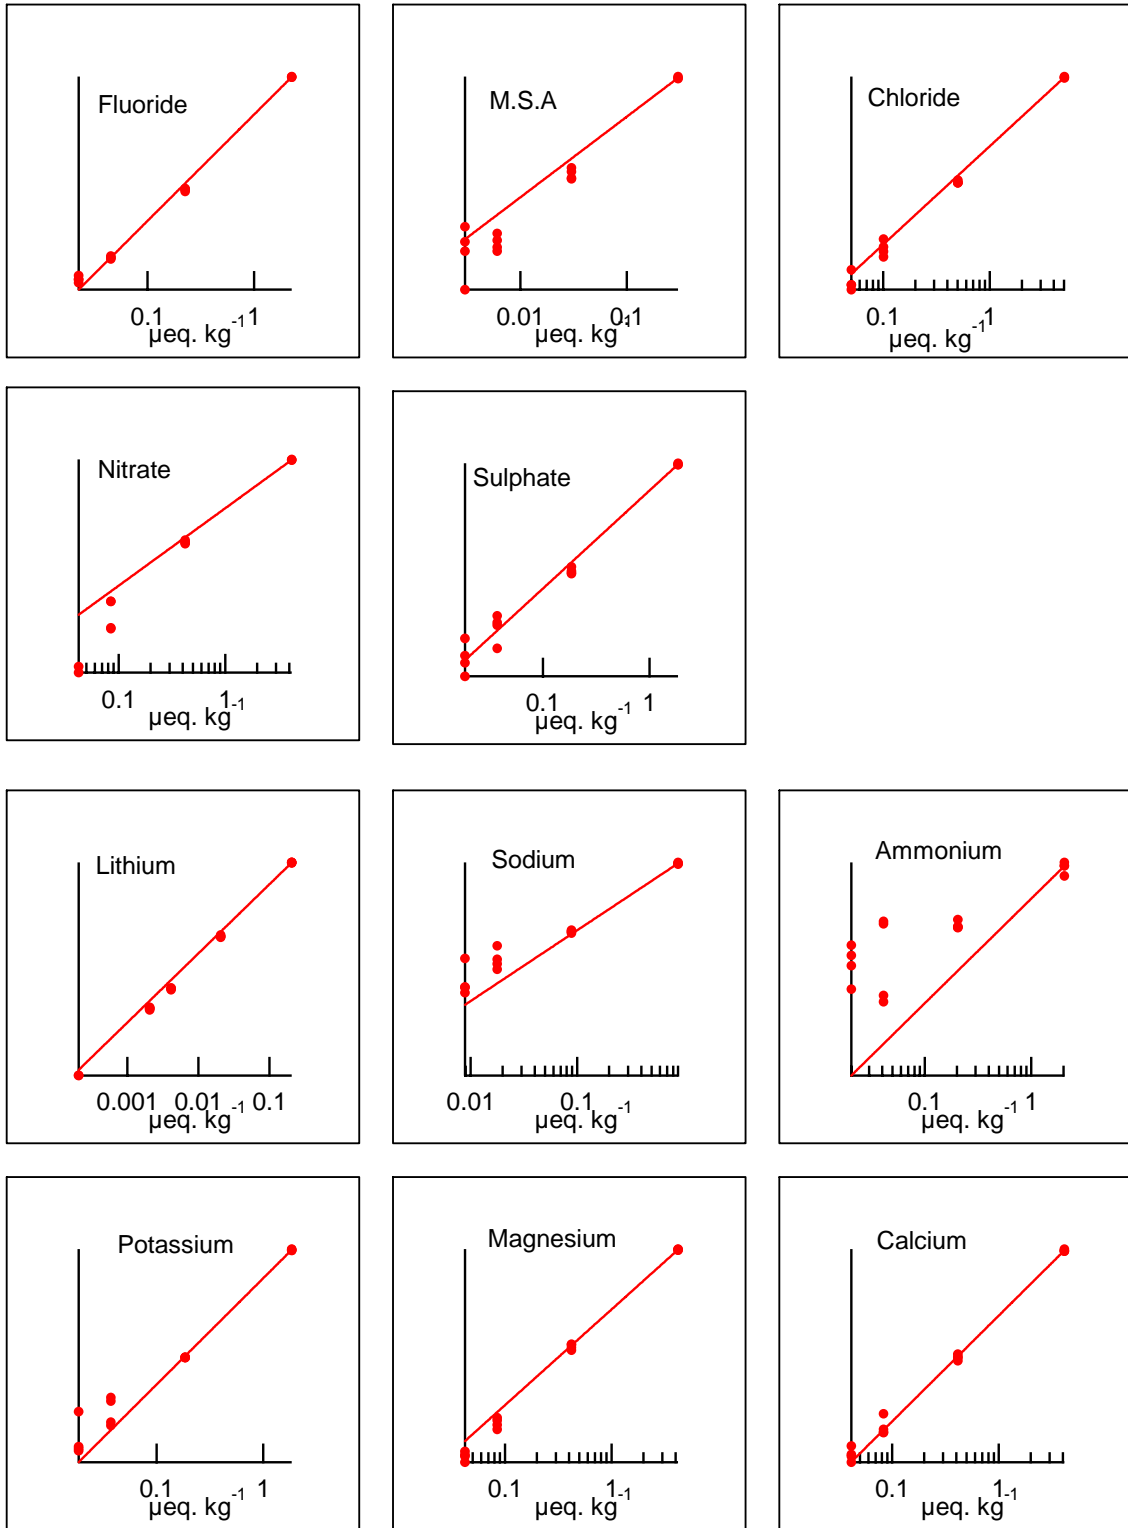 Fluoride
0.1 1
µeq. kg-1
M.S.A
0.01 0.1
µeq. kg-1
Chloride
0.1 1
µeq. kg-1
Nitrate
0.1 1
µeq. kg-1
Sulphate
0.1 1
µeq. kg-1
Lithium
0.001 0.01 0.1
µeq. kg-1
Sodium
0.01 0.1
µeq. kg-1
Ammonium
0.1 1
µeq. kg-1
Potassium
0.1 1
µeq. kg-1
Magnesium
0.1 1
µeq. kg-1
Calcium
0.1 1
µeq. kg-1